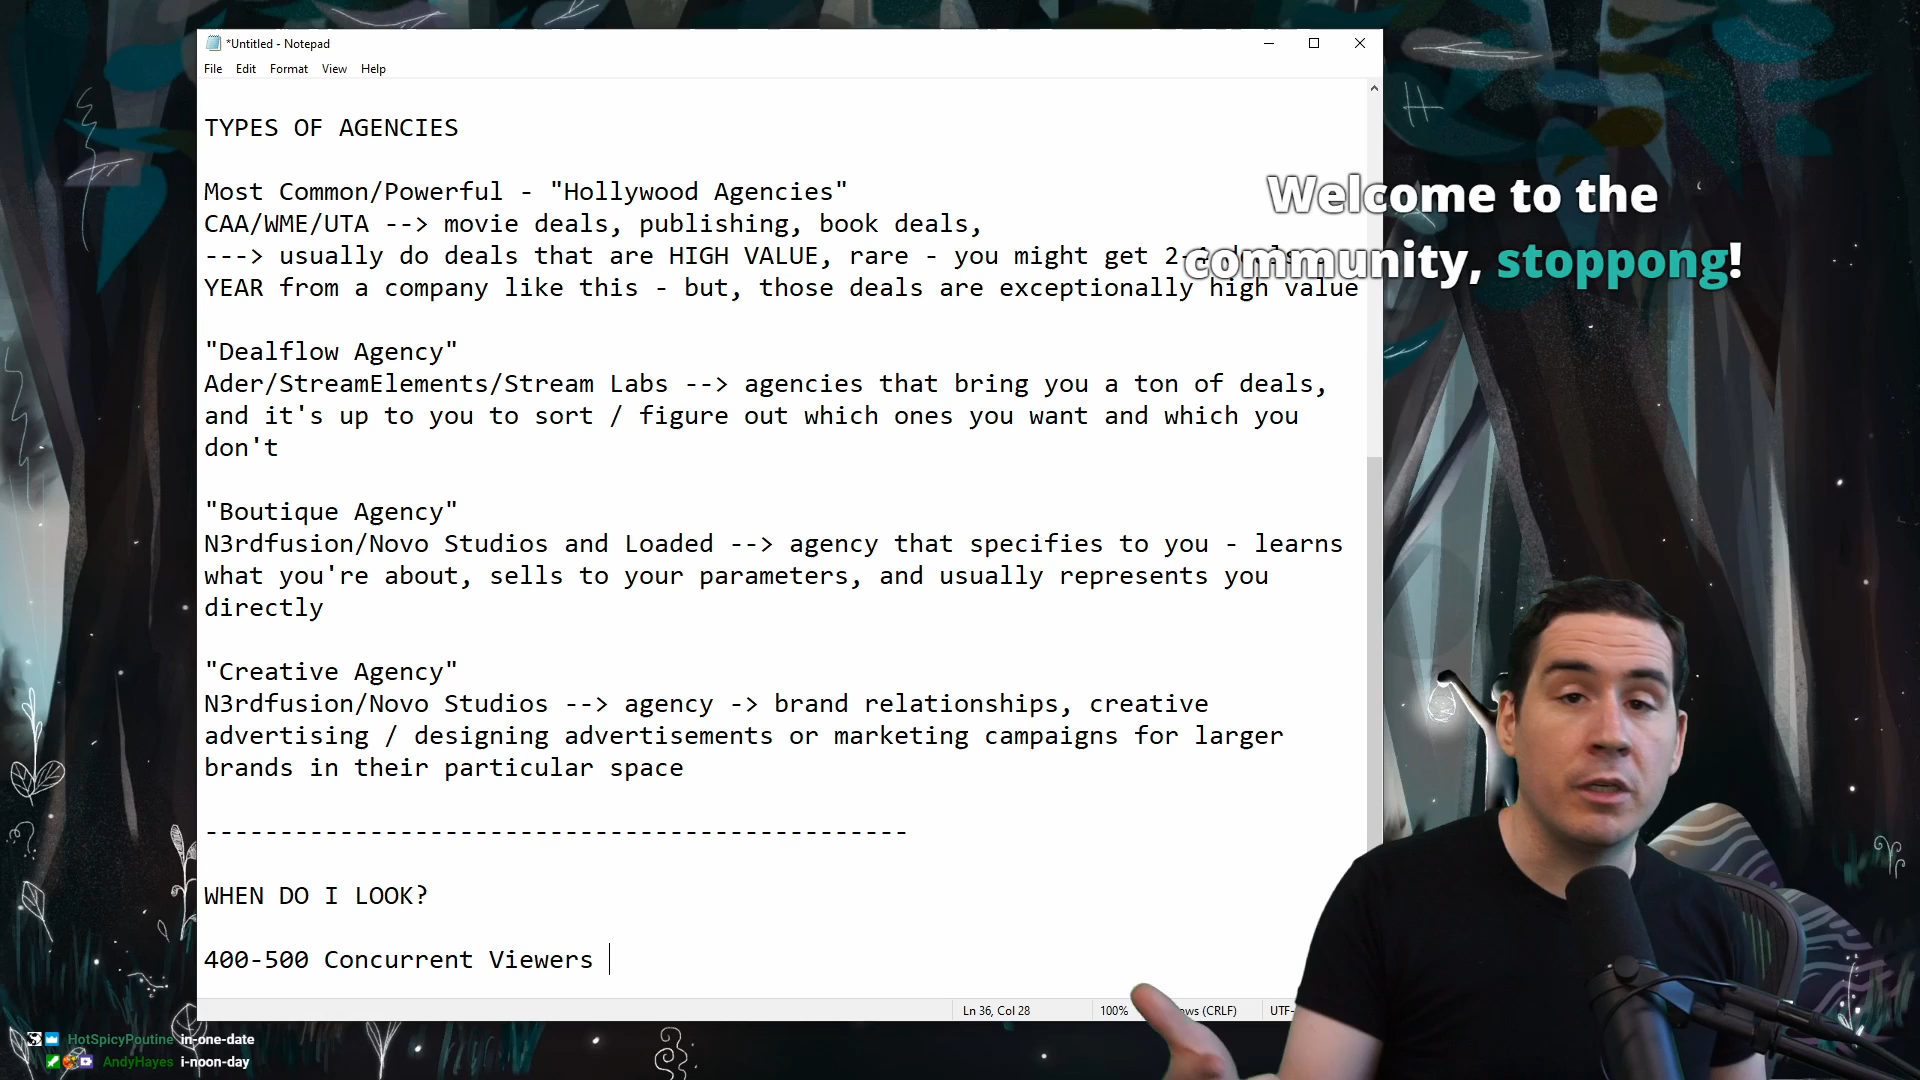 *Untitled - Notepad
File Edit Format View Help
TYPES OF AGENCIES
Most Common/Powerful - "Hollywood Agencies"
CAA/WME/UTA --> movie deals, publishing, book deals,
---> usually do deals that are HIGH VALUE, rare - you might get 2-
YEAR from a company like this - but, those deals are exceptionally high value
Welcome to the
community, stoppong!
"Dealflow Agency"
Ader/StreamElements/Stream Labs --> agencies that bring you a ton of deals,
and it's up to you to sort / figure out which ones you want and which you
don't
"Boutique Agency"
N3rdfusion/Novo Studios and Loaded --> agency that specifies to you - learns
what you're about, sells to your parameters, and usually represents you
directly
"Creative Agency"
N3rdfusion/Novo Studios --> agency -> brand relationships, creative
advertising / designing advertisements or marketing campaigns for larger
brands in their particular space
-----------------------------------------------
WHEN DO I LOOK?
400-500 Concurrent Viewers
Ln 36, Col 28 100% ws (CRLF) UTF-
HotSpicyPoutine in-one-date
AndyHayes i-noon-day